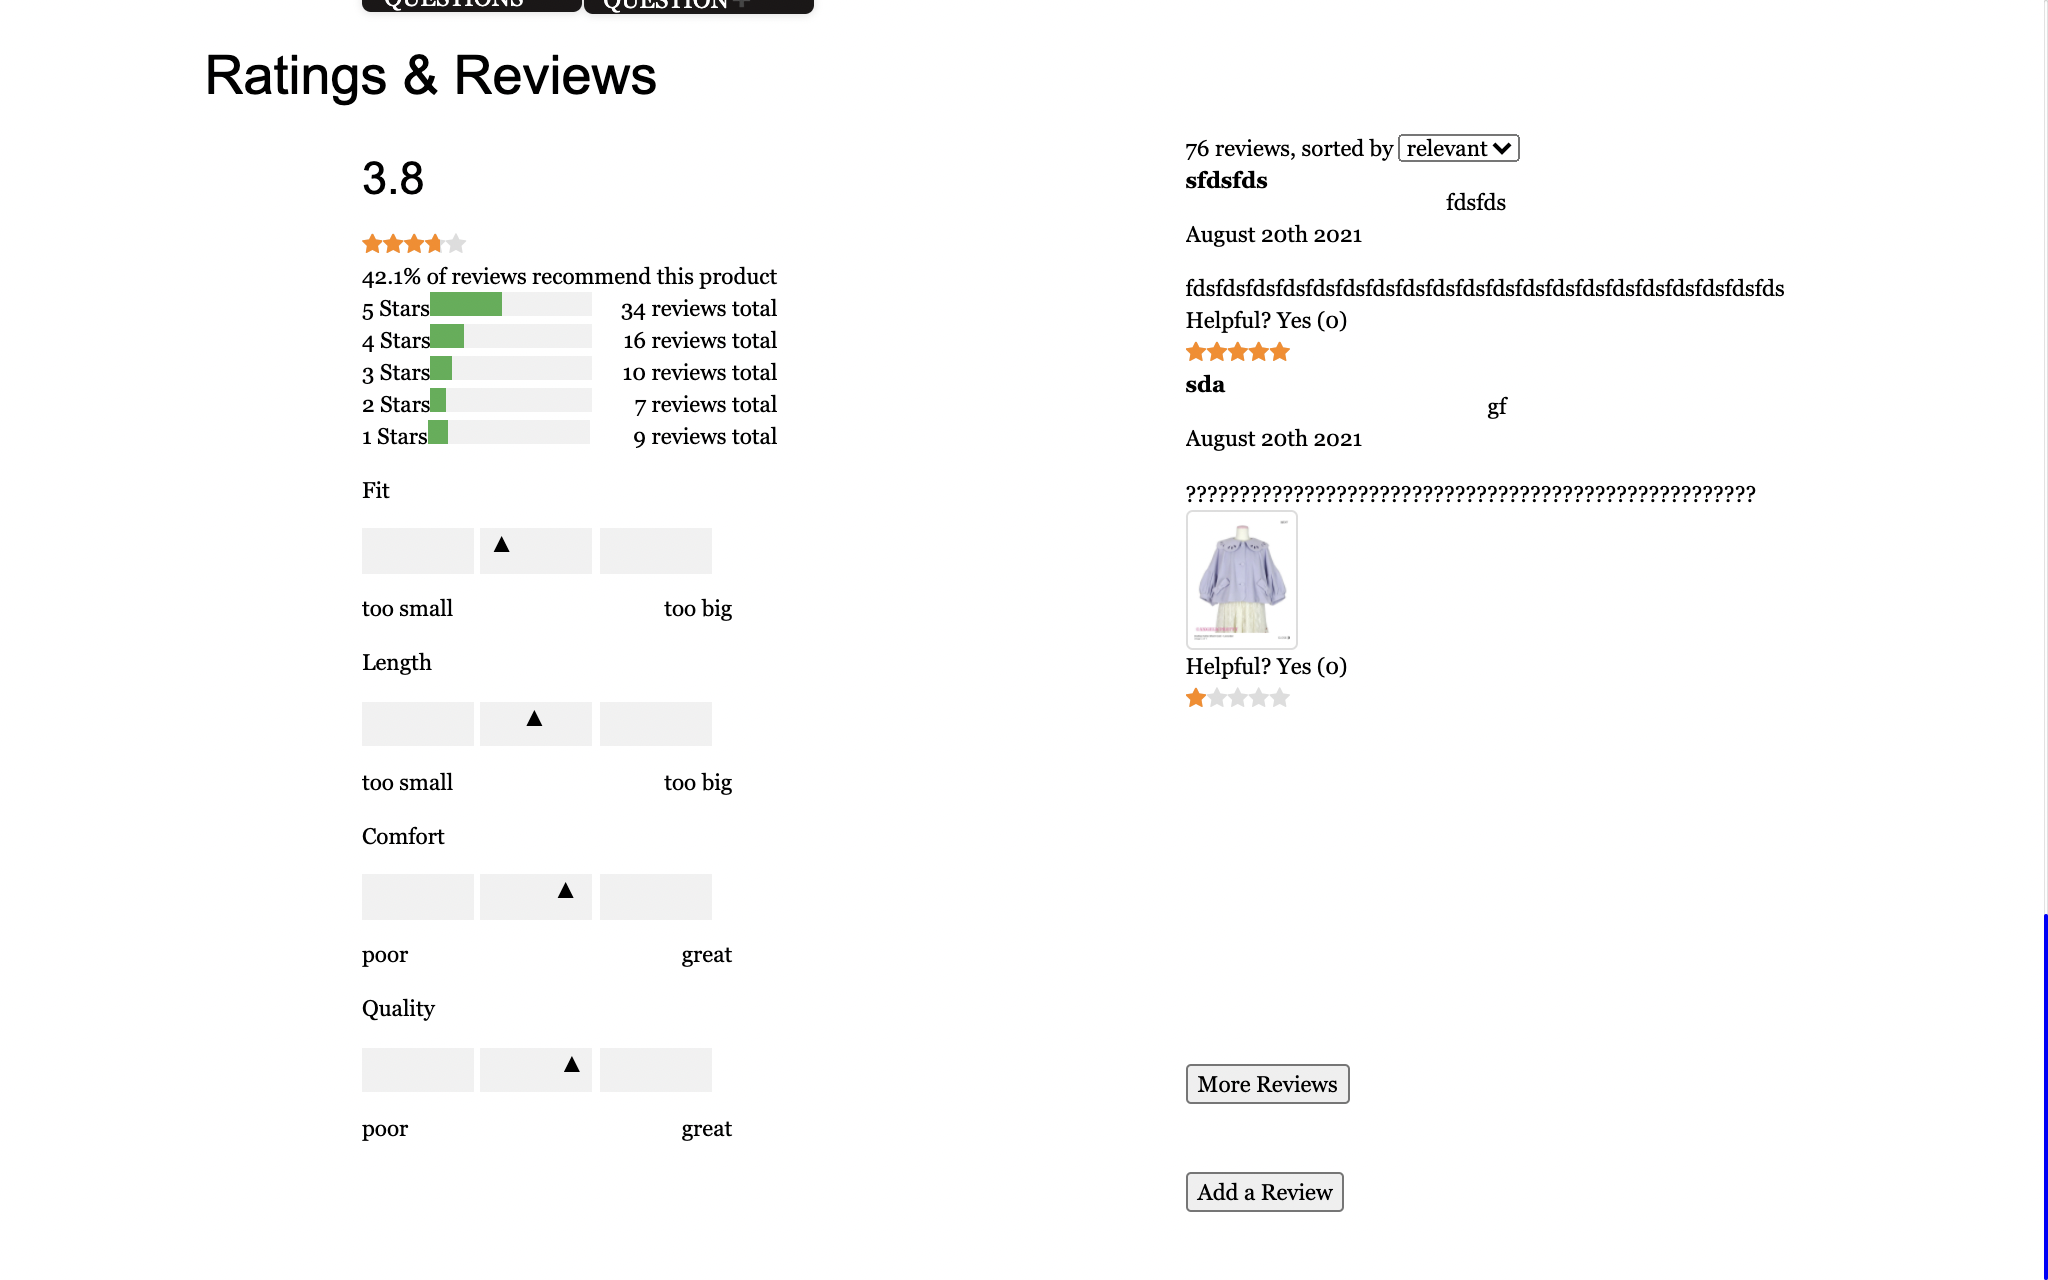 QUESTIONS
QUESTION+
Ratings & Reviews
3.8
42.1% of reviews recommend this product
5 Stars 34 reviews total
4 Stars 16 reviews total
3 Stars 10 reviews total
2 Stars 7 reviews total
1 Stars 9 reviews total
Fit
too small too big
Length
too small too big
Comfort
poor great
Quality
poor great
76 reviews, sorted by relevant
sfdsfds
fdsfds
August 20th 2021
fdsfdsfdsfdsfdsfdsfdsfdsfdsfdsfdsfdsfdsfdsfdsfdsfdsfdsfdsfds
Helpful? Yes (0)
sda
gf
August 20th 2021
?????????????????????????????????????????????????????
Helpful? Yes (0)
More Reviews
Add a Review